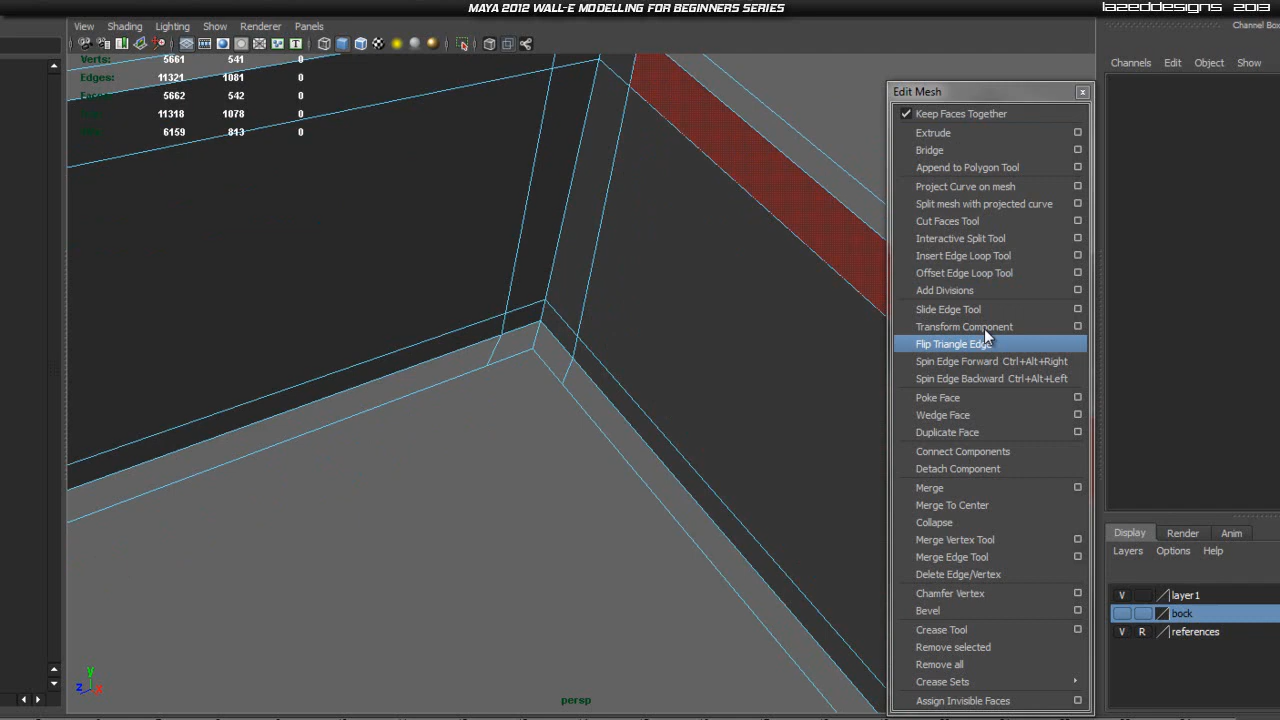 MAYA 2012 WALL-E MODELLING FOR BEGINNERS SERIES
LAZEDDESIGNS 2013
View Shading Lighting Show Renderer Panels
Channel Box
Channels Edit Object Show
Verts: 5661 541 0
Edges: 11321 1081 0
5662 542 0
11318 1078 0
6159 813 0
Edit Mesh
Keep Faces Together
Extrude
Bridge
Append to Polygon Tool
Project Curve on mesh
Split mesh with projected curve
Cut Faces Tool
Interactive Split Tool
Insert Edge Loop Tool
Offset Edge Loop Tool
Add Divisions
Slide Edge Tool
Transform Component
Flip Triangle Edge
Spin Edge Forward Ctrl+Alt+Right
Spin Edge Backward Ctrl+Alt+Left
Poke Face
Wedge Face
Duplicate Face
Connect Components
Detach Component
Merge
Merge To Center
Collapse
Merge Vertex Tool
Merge Edge Tool
Delete Edge/Vertex
Chamfer Vertex
Bevel
Crease Tool
Remove selected
Remove all
Crease Sets
Assign Invisible Faces
Display Render Anim
Layers Options Help
V layer1
bock
V R references
y
z x
persp